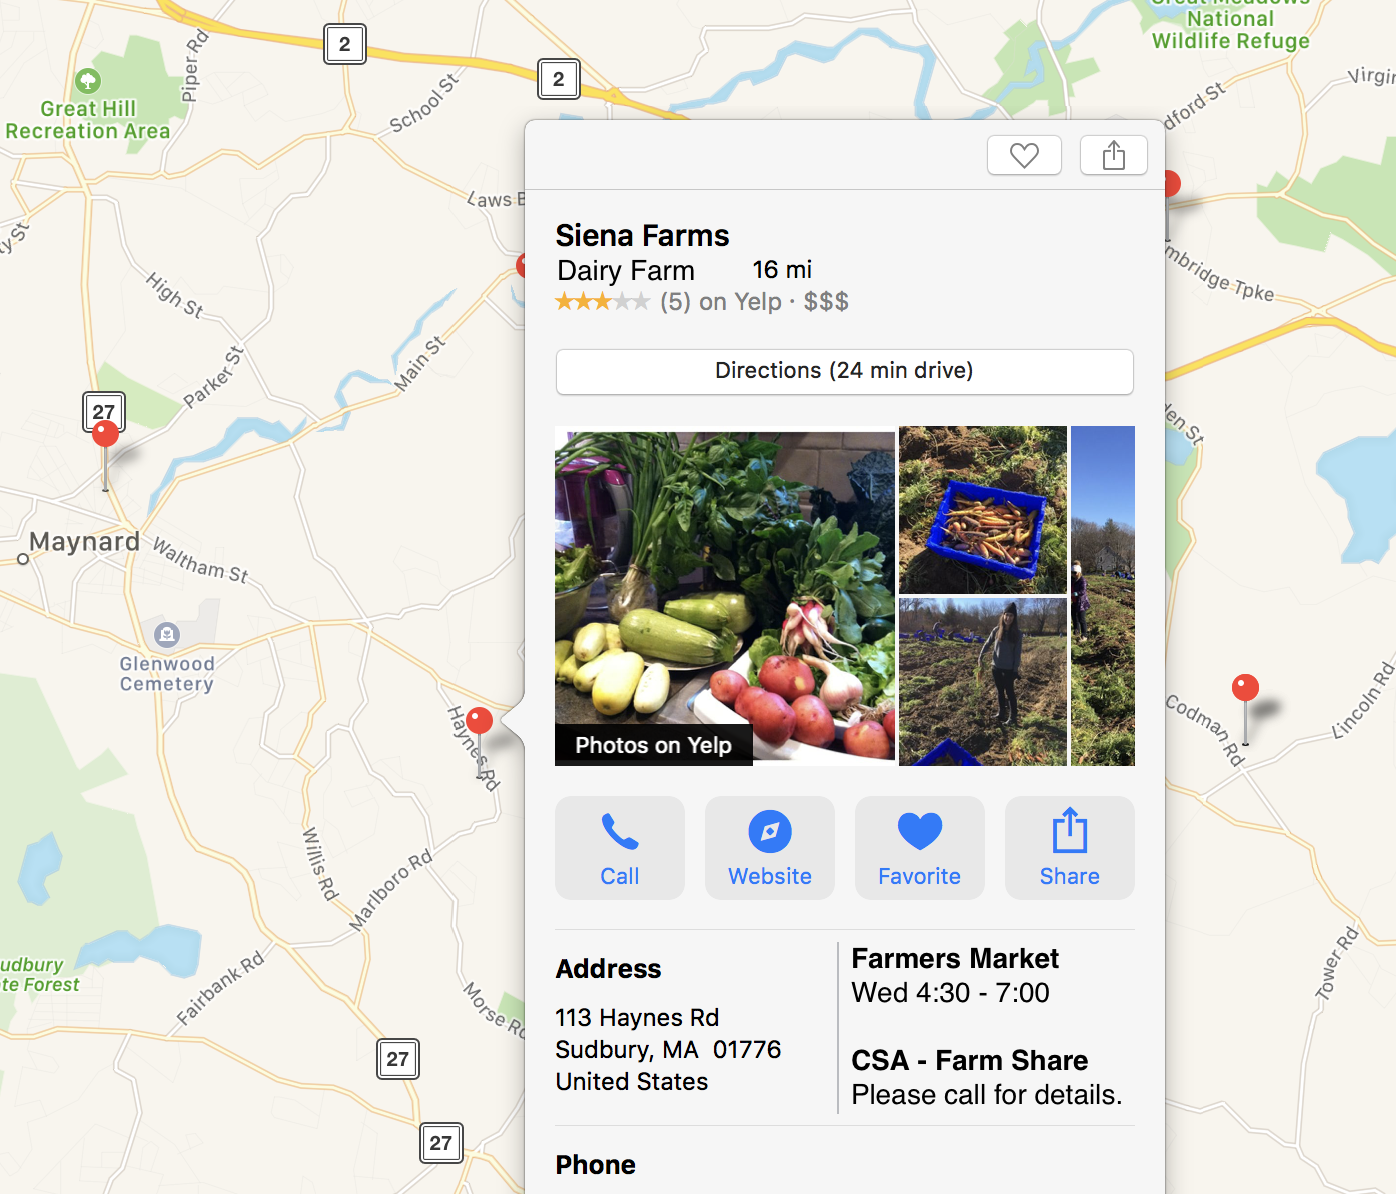 Great Meadows
National
Wildlife Refuge
2
2
Piper Rd
School St
Great Hill
Recreation Area
Laws
High St
Parker St
Main St
27
Maynard
Waltham St
Glenwood
Cemetery
Haynes Rd
Willis Rd
Marlboro Rd
Fairbank Rd
Morse Rd
udbury
te Forest
27
27
Virgin
dford St
mbridge Tpke
den St
Codman Rd
Lincoln Rd
Tower Rd
ty St
Siena Farms
Dairy Farm 16 mi
(5) on Yelp · $$$
Directions (24 min drive)
Photos on Yelp
Call
Website
Favorite
Share
Address
113 Haynes Rd
Sudbury, MA 01776
United States
Farmers Market
Wed 4:30 - 7:00
CSA - Farm Share
Please call for details.
Phone